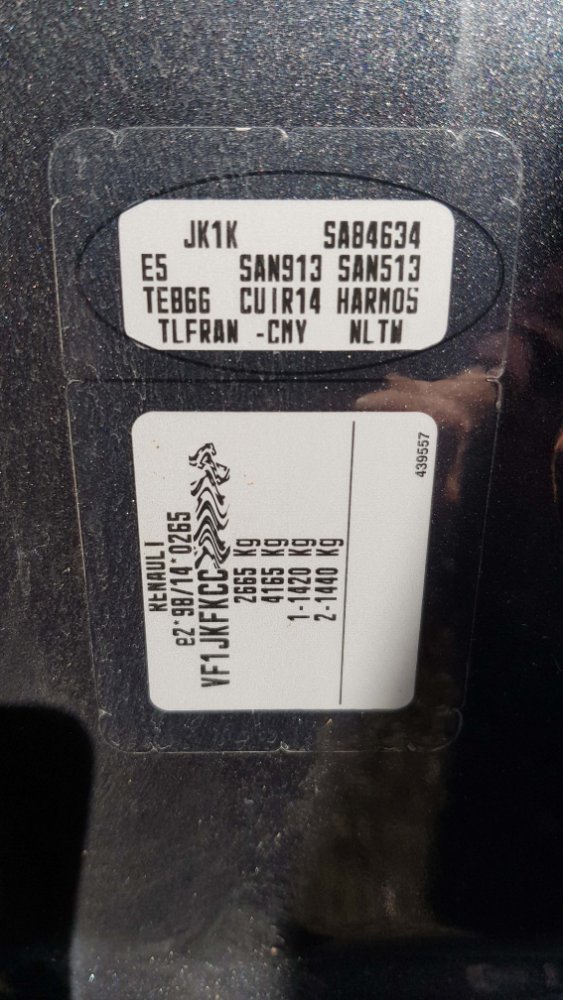 JK1K SA84634
E5 SAN913 SAN513
TEB66 CUIR14 HARM05
TLFRAN -CMY NLTW
439557
RENAULT
e2*98/14*0265
VF1JKFKCC
2665 Kg
4165 Kg
1-1420 Kg
2-1440 Kg